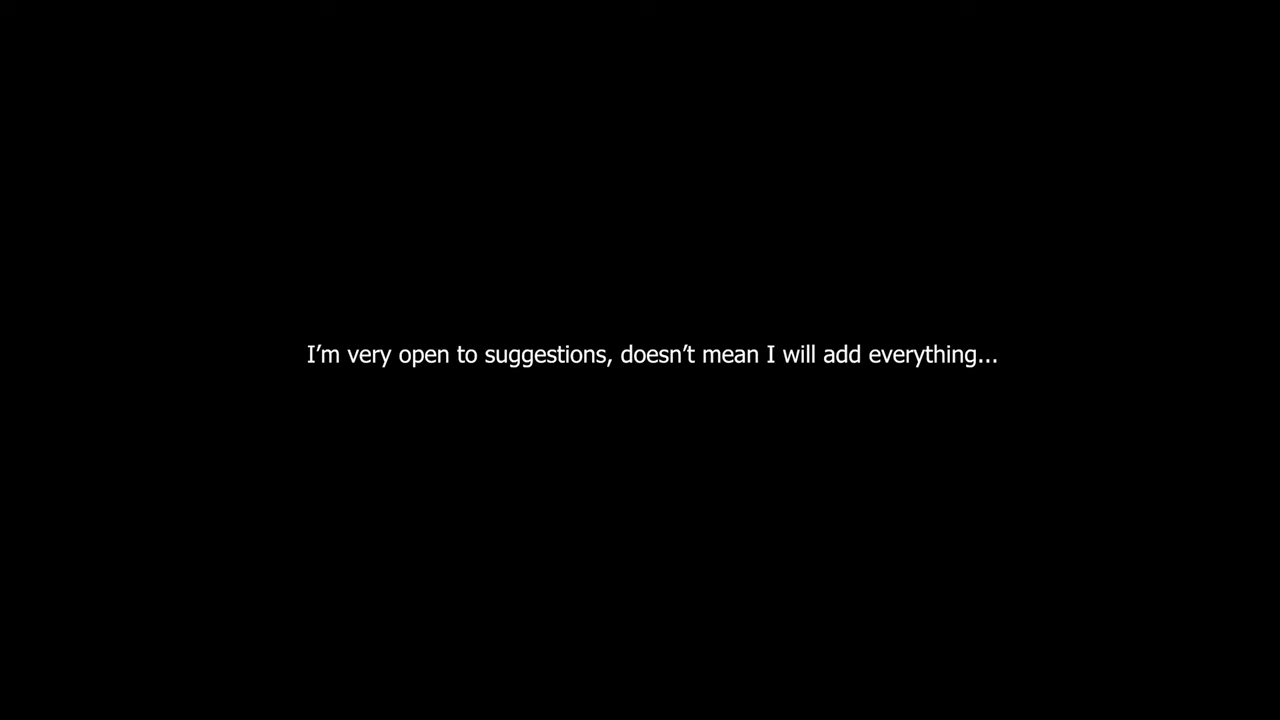 I’m very open to suggestions, doesn’t mean I will add everything...